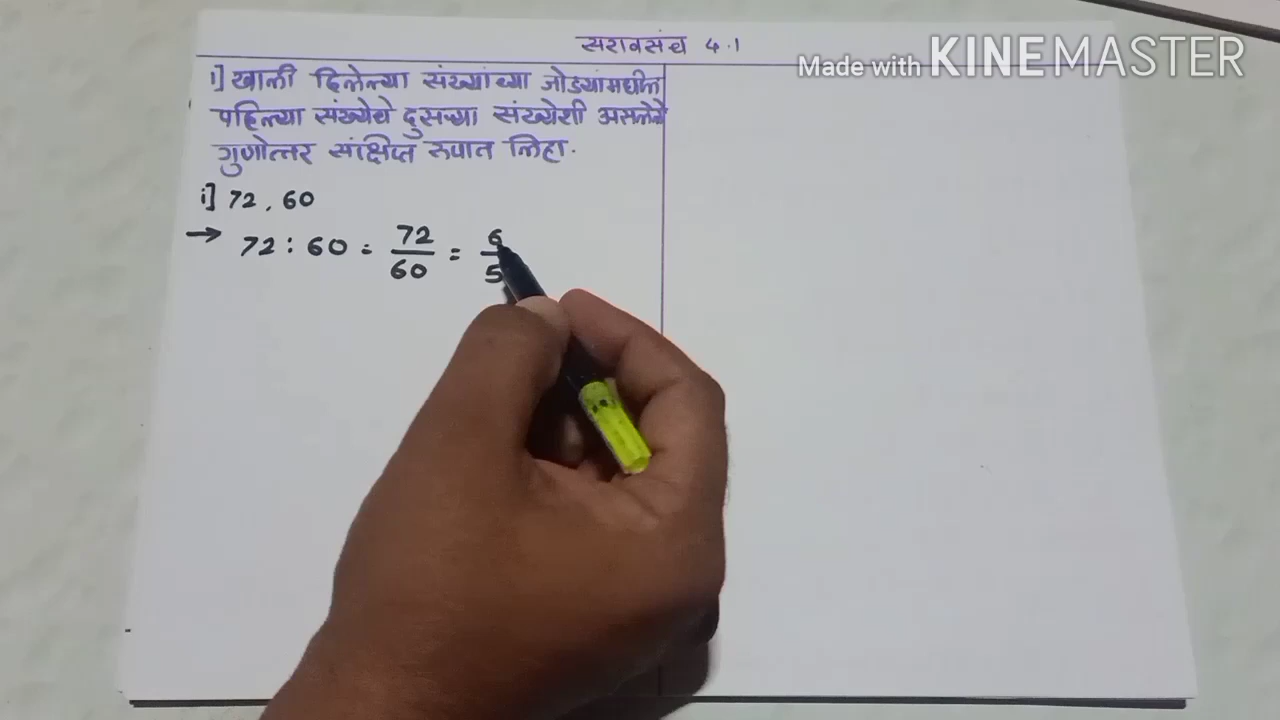 सरावसंच 4.1
Made with KINEMASTER
1] खाली दिलेल्या संख्यांच्या जोड्यांमधील
पहिल्या संख्येचे दुसऱ्या संख्येशी असलेले
गुणोत्तर संक्षिप्त रुपात लिहा.
i] 72, 60
→ 72 : 60 = 72/60 = 6/5